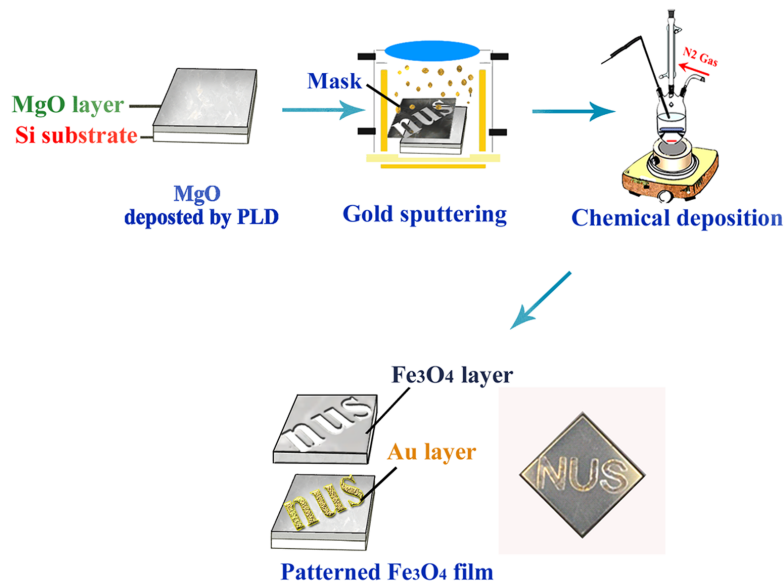 MgO layer
Si substrate
MgO
deposted by PLD
Mask
nus
Gold sputtering
N2 Gas
Chemical deposition
Fe3O4 layer
nus
Au layer
nus
NUS
Patterned Fe3O4 film